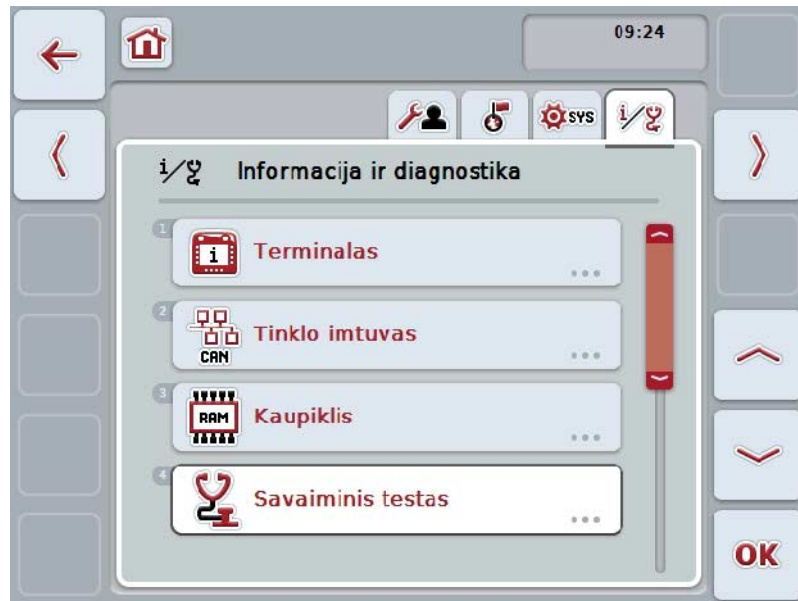 09:24
SYS
i
i Informacija ir diagnostika
1
i
Terminalas
2
CAN
Tinklo imtuvas
3
RAM
Kaupiklis
4
Savaiminis testas
OK